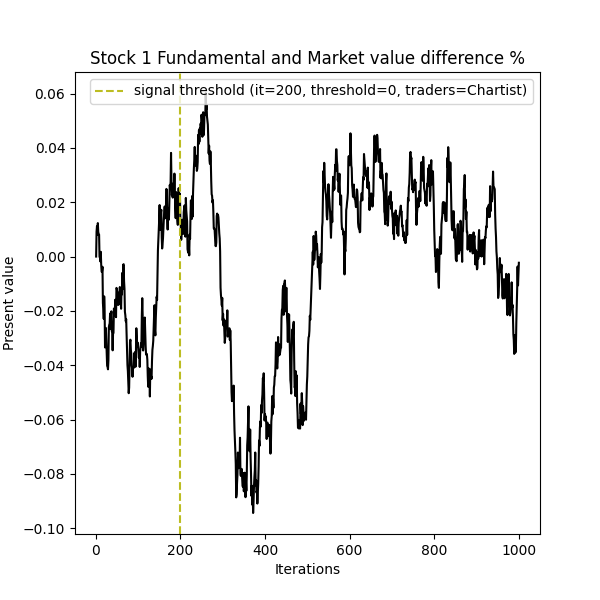 Stock 1 Fundamental and Market value difference %
signal threshold (it=200, threshold=0, traders=Chartist)
0.06
0.04
0.02
0.00
−0.02
−0.04
−0.06
−0.08
−0.10
Present value
0 200 400 600 800 1000
Iterations